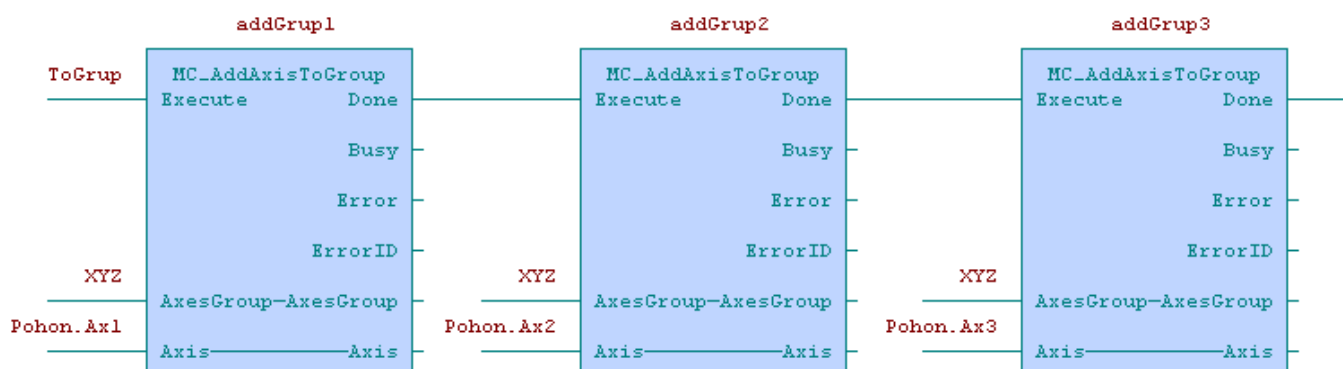 addGrup1 addGrup2 addGrup3
ToGrup MC_AddAxisToGroup MC_AddAxisToGroup MC_AddAxisToGroup
Execute Done Execute Done Execute Done
Busy Busy Busy
Error Error Error
ErrorID ErrorID ErrorID
XYZ XYZ XYZ
AxesGroup—AxesGroup AxesGroup—AxesGroup AxesGroup—AxesGroup
Pohon.Ax1 Pohon.Ax2 Pohon.Ax3
Axis Axis Axis Axis Axis Axis